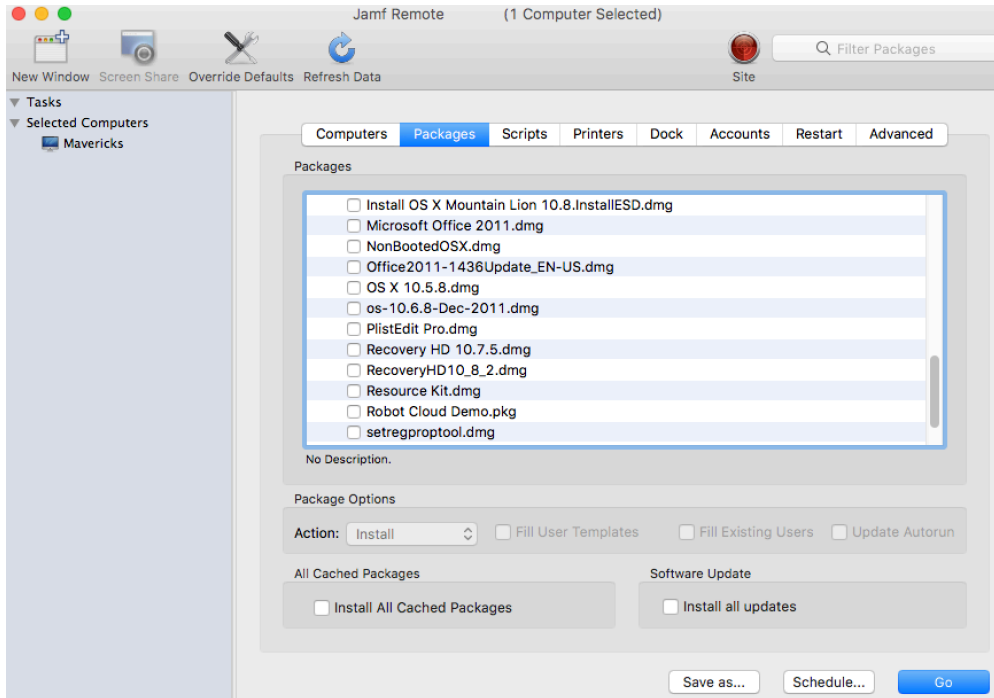 Jamf Remote (1 Computer Selected)
New Window Screen Share Override Defaults Refresh Data Site Filter Packages
Tasks
Selected Computers
Mavericks
Computers Packages Scripts Printers Dock Accounts Restart Advanced
Packages
Install OS X Mountain Lion 10.8.InstallESD.dmg
Microsoft Office 2011.dmg
NonBootedOSX.dmg
Office2011-1436Update_EN-US.dmg
OS X 10.5.8.dmg
os-10.6.8-Dec-2011.dmg
PlistEdit Pro.dmg
Recovery HD 10.7.5.dmg
RecoveryHD10_8_2.dmg
Resource Kit.dmg
Robot Cloud Demo.pkg
setregproptool.dmg
No Description.
Package Options
Action: Install Fill User Templates Fill Existing Users Update Autorun
All Cached Packages Software Update
Install All Cached Packages Install all updates
Save as... Schedule... Go